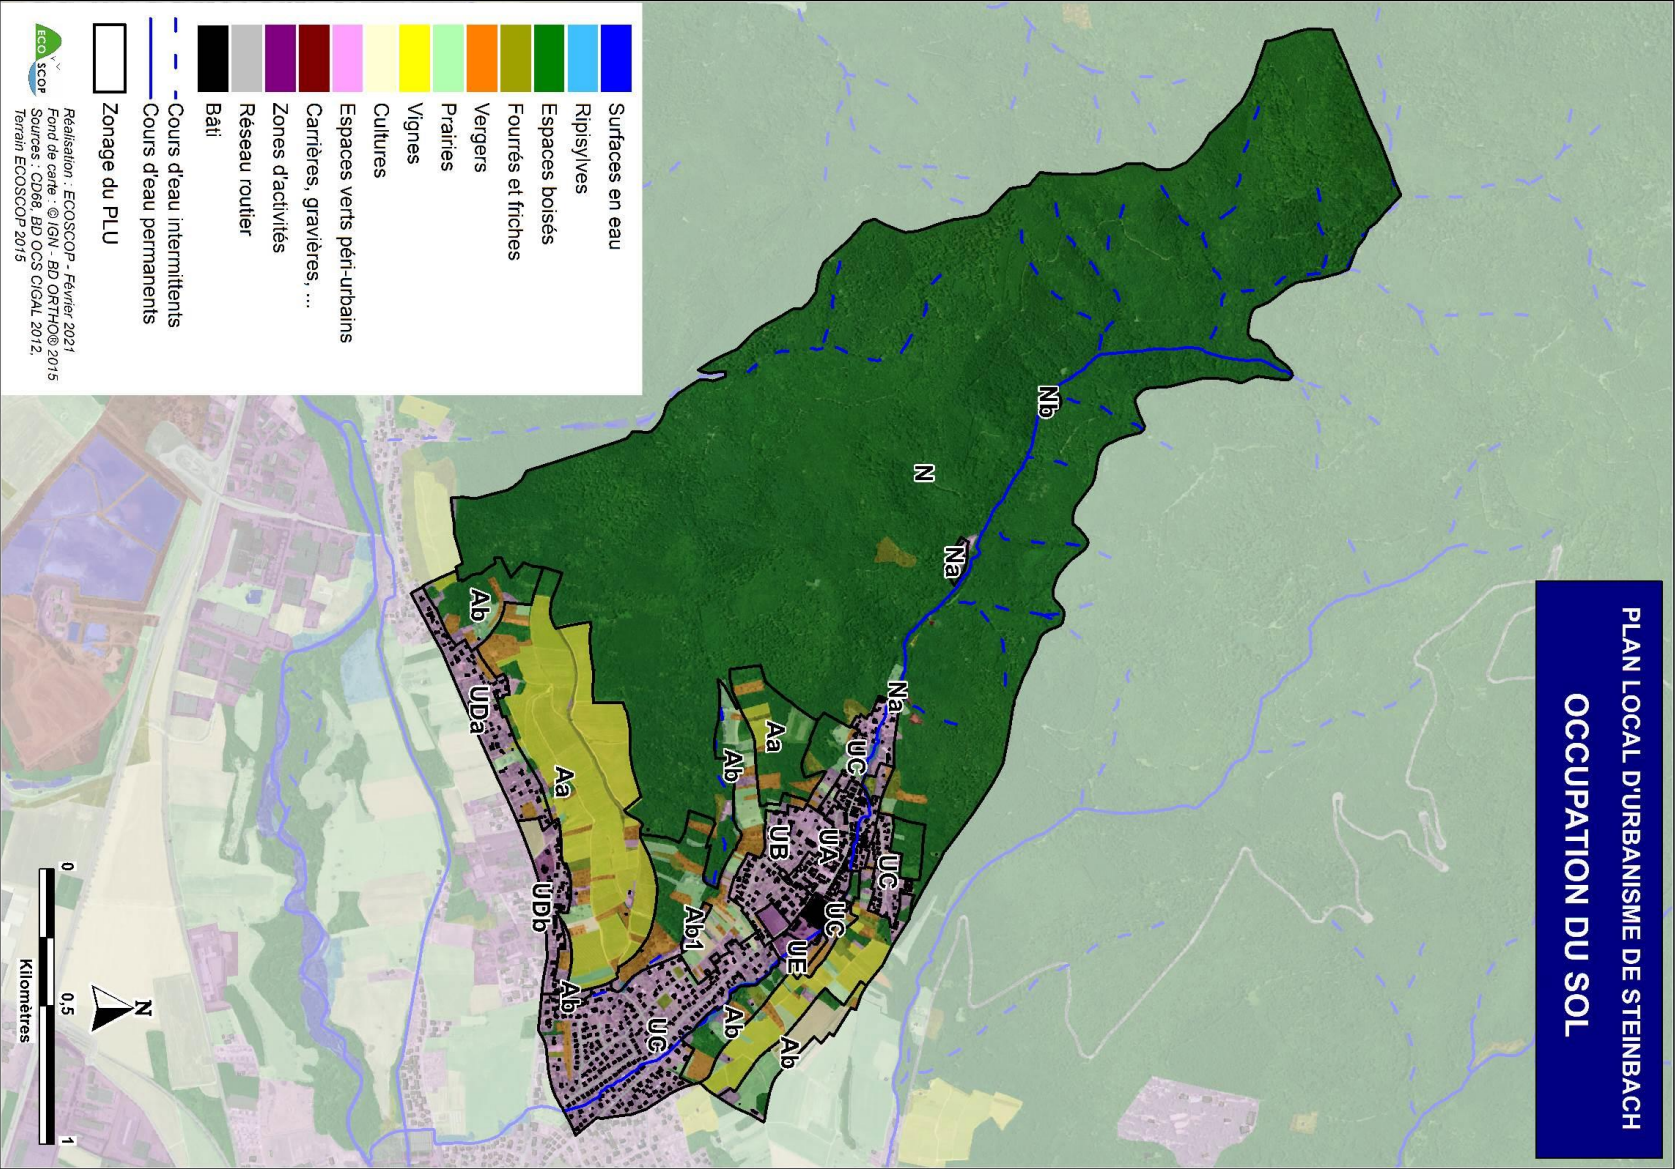 PLAN LOCAL D'URBANISME DE STEINBACH
OCCUPATION DU SOL
Nb
N
Na
Na
UC
Aa
Ab
UC
UA
UB
UC
UE
Ab1
Ab
Ab
UC
Ab
Ab
UDa
Aa
UDb
Surfaces en eau
Ripisylves
Espaces boisés
Fourrés et friches
Vergers
Prairies
Vignes
Cultures
Espaces verts péri-urbains
Carrières, gravières, ...
Zones d'activités
Réseau routier
Bâti
Cours d'eau intermittents
Cours d'eau permaments
Zonage du PLU
ECO SCOP
Réalisation : ECOSCOP - Février 2021
Fond de carte : © IGN - BD ORTHO® 2015
Sources : CD68, BD OCS CIGAL 2012,
Terrain ECOSCOP 2015
N
0 0,5 1
Kilomètres